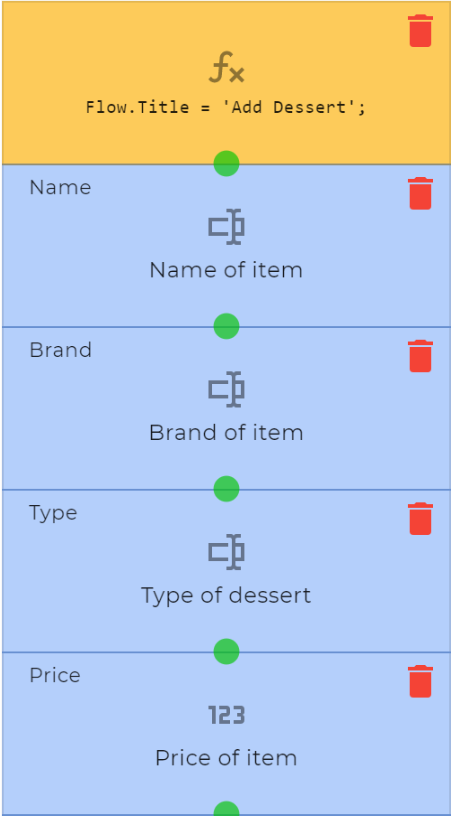 fx
Flow.Title = 'Add Dessert';
Name
Name of item
Brand
Brand of item
Type
Type of dessert
Price
123
Price of item